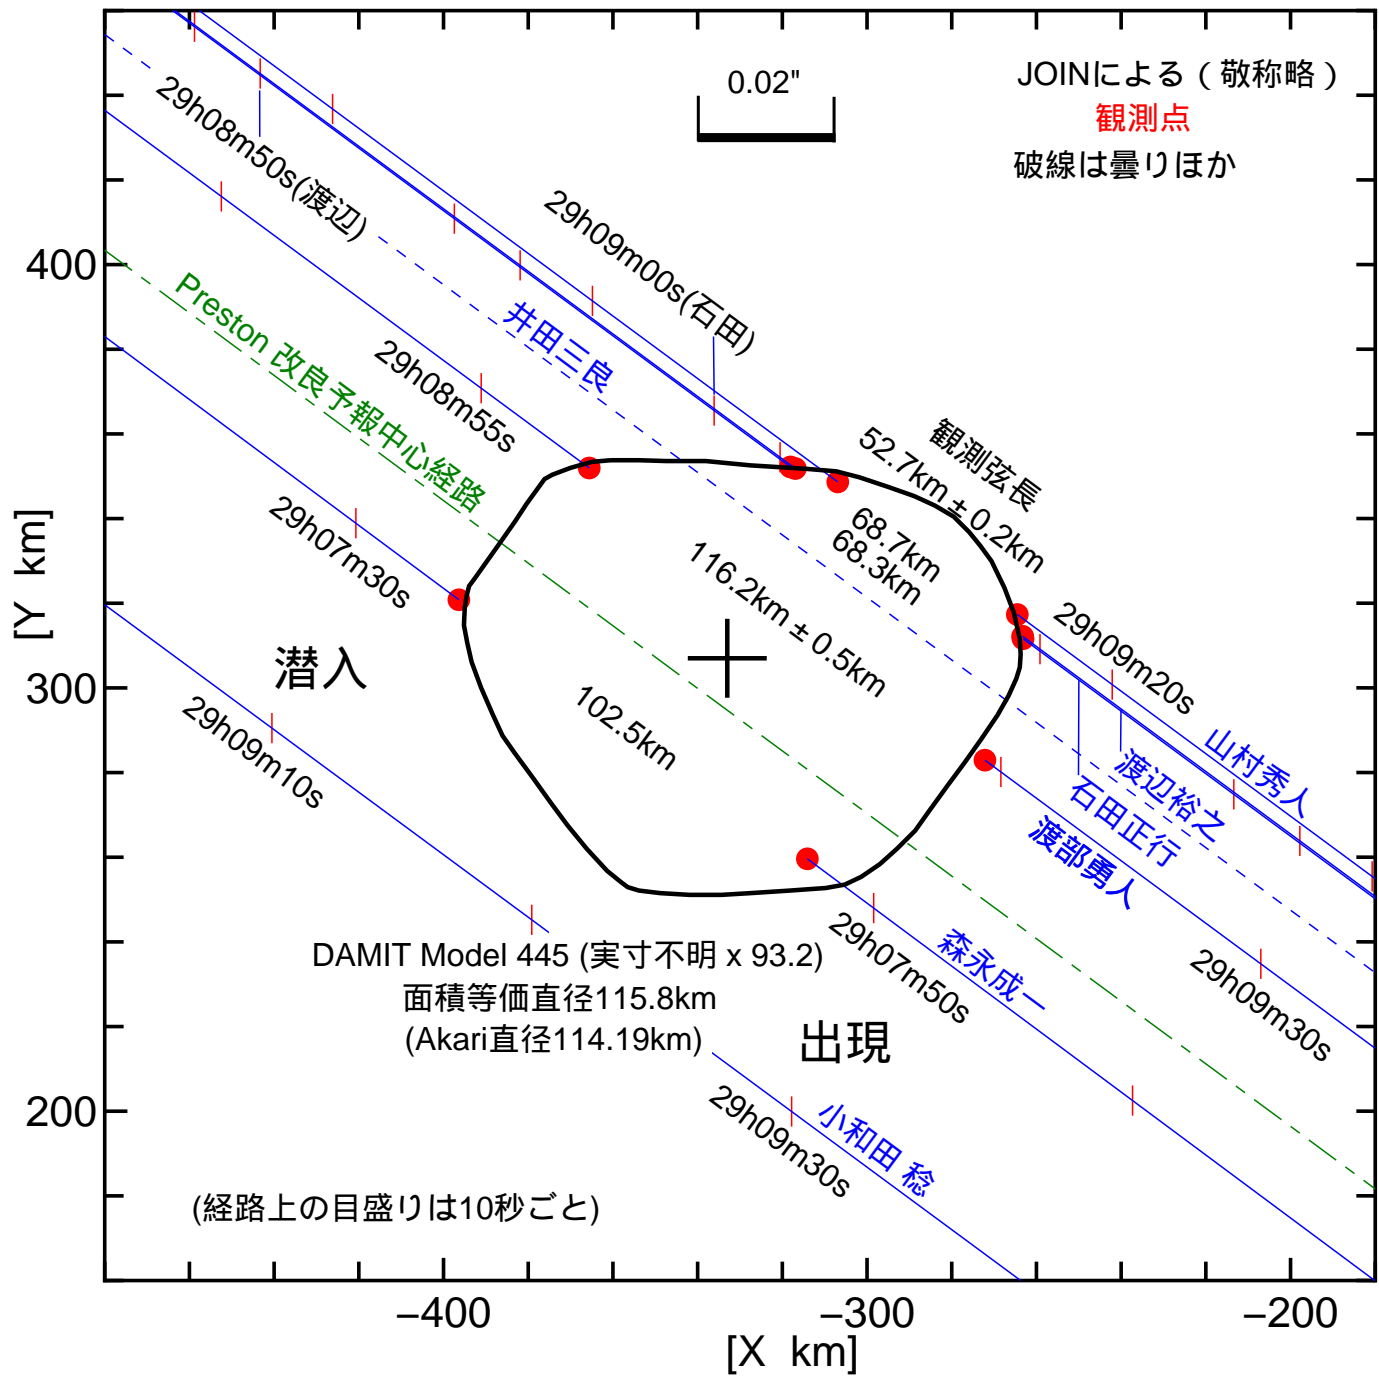 0.02"
JOINによる（敬称略）
観測点
破線は曇りほか
29h08m50s(渡辺)
29h09m00s(石田)
井田三良
Preston 改良予報中心経路
29h08m55s
観測弦長
52.7km ± 0.2km
68.7km
68.3km
116.2km ± 0.5km
102.5km
29h07m30s
潜入
29h09m10s
29h09m20s
山村秀人
渡辺裕之
石田正行
渡部勇人
29h09m30s
森永成一
29h07m50s
DAMIT Model 445 (実寸不明 x 93.2)
面積等価直径115.8km
(Akari直径114.19km)
出現
29h09m30s
小和田 稔
(経路上の目盛りは10秒ごと)
400
300
200
[Y km]
−400
−300
−200
[X km]